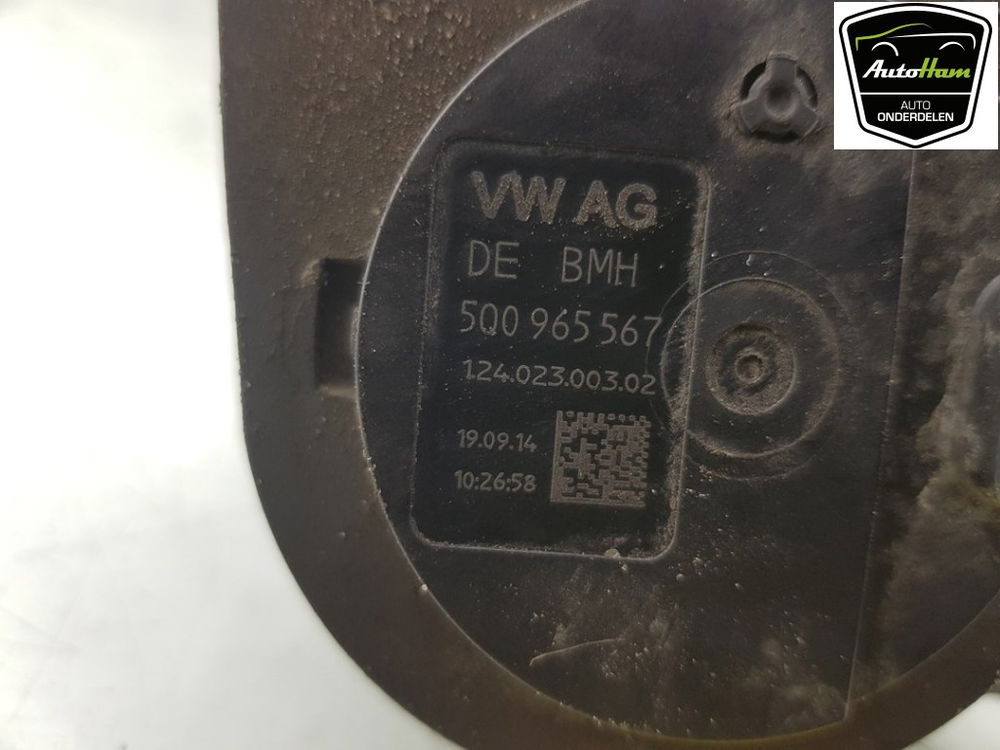 AutoHam
AUTO
ONDERDELEN
VW AG
DE BMH
5Q0 965 567
124.023.003.02
19.09.14
10:26:58